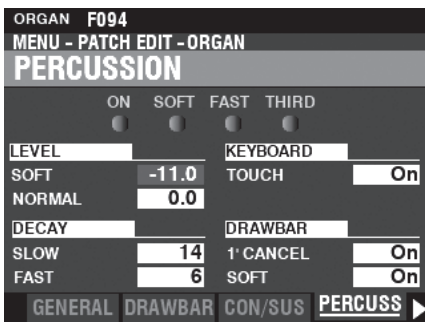 ORGAN F094
MENU - PATCH EDIT - ORGAN
PERCUSSION
ON SOFT FAST THIRD
LEVEL KEYBOARD
SOFT -11.0 TOUCH On
NORMAL 0.0
DECAY DRAWBAR
SLOW 14 1' CANCEL On
FAST 6 SOFT On
GENERAL DRAWBAR CON/SUS PERCUSS